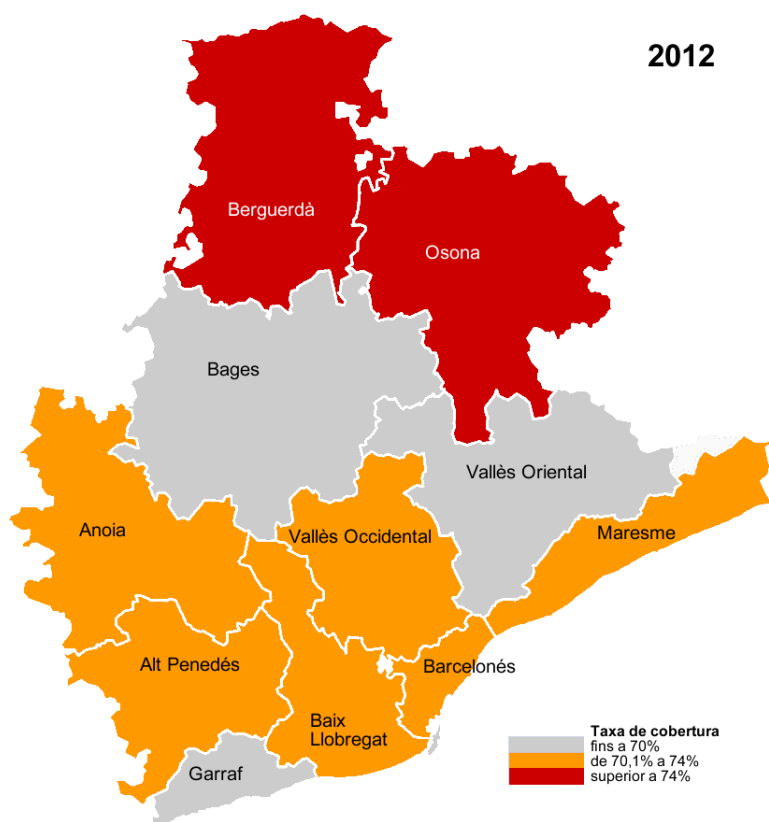 2012
Berguerdà
Osona
Bages
Vallès Oriental
Anoia
Vallès Occidental
Maresme
Alt Penedés
Barcelonés
Baix
Llobregat
Garraf
Taxa de cobertura
fins a 70%
de 70,1% a 74%
superior a 74%